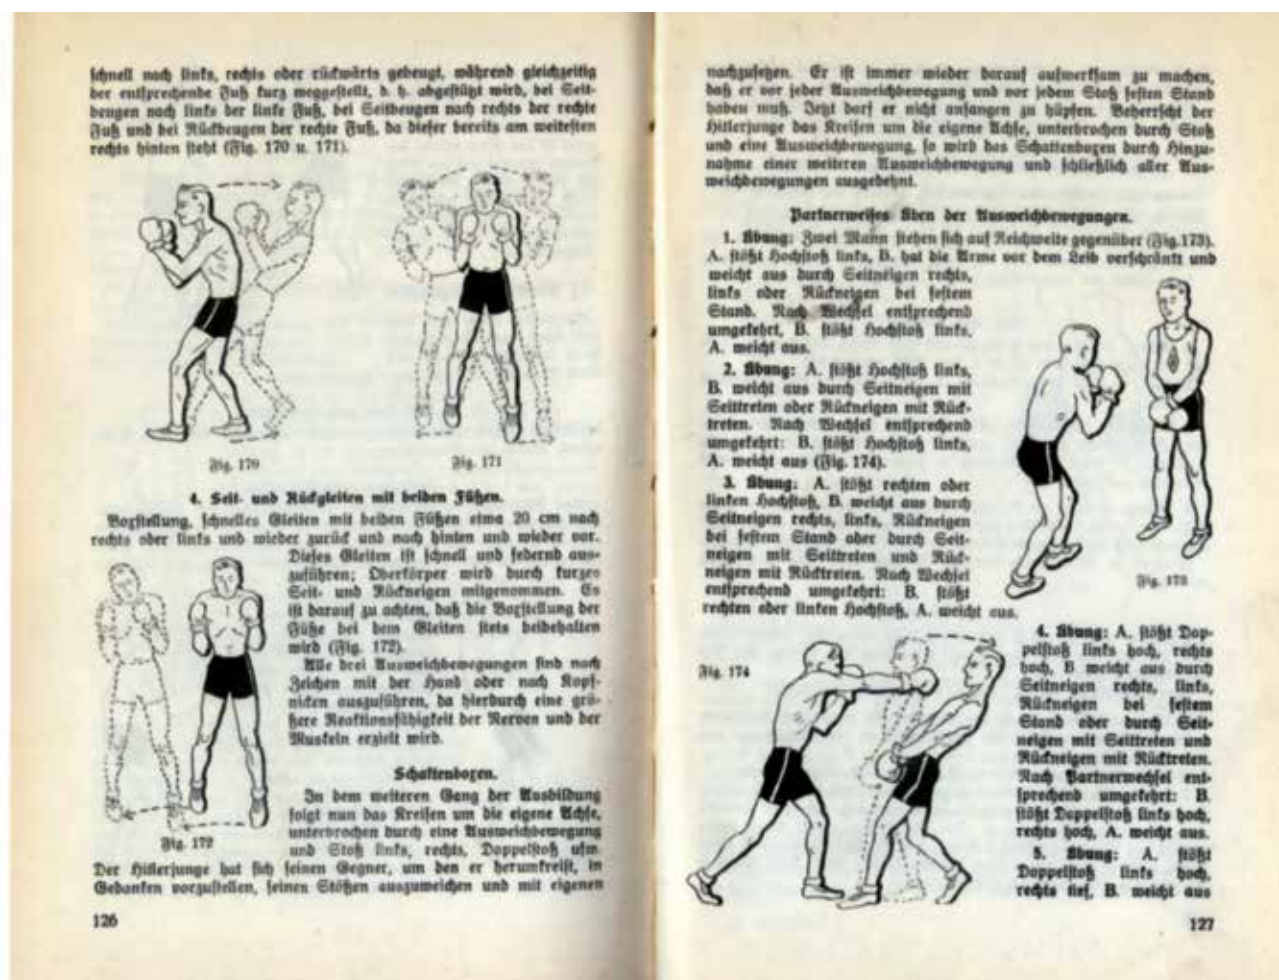 schnell nach links, rechts oder rückwärts gebeugt, während gleichzeitig
der entsprechende Fuß kurz weggestellt, d. h. abgestützt wird, bei Seit-
beugen nach links der linke Fuß, bei Seitbeugen nach rechts der rechte
Fuß und bei Rückbeugen der rechte Fuß, da dieser bereits am weitesten
rechts hinten steht (Fig. 170 u. 171).
Fig. 170
Fig. 171
4. Seit- und Rückgleiten mit beiden Füßen.
Boxstellung, schnelles Gleiten mit beiden Füßen etwa 20 cm nach
rechts oder links und wieder zurück und nach hinten und wieder vor.
Dieses Gleiten ist schnell und federnd aus-
zuführen; Oberkörper wird durch kurzes
Seit- und Rückneigen mitgenommen. Es
ist darauf zu achten, daß die Boxstellung der
Füße bei dem Gleiten stets beibehalten
wird (Fig. 172).
Alle drei Ausweichbewegungen sind nach
Zeichen mit der Hand oder nach Kopf-
nicken auszuführen, da hierdurch eine grö-
ßere Reaktionsfähigkeit der Nerven und der
Muskeln erzielt wird.
Fig. 172
Schattenboxen.
In dem weiteren Gang der Ausbildung
folgt nun das Kreisen um die eigene Achse,
unterbrochen durch eine Ausweichbewegung
und Stoß links, rechts, Doppelstoß usw.
Der Hitlerjunge hat sich seinen Gegner, um den er herumkreist, in
Gedanken vorzustellen, seinen Stößen auszuweichen und mit eigenen
126
nachzusetzen. Er ist immer wieder darauf aufmerksam zu machen,
daß er vor jeder Ausweichbewegung und vor jedem Stoß festen Stand
haben muß. Jetzt darf er nicht anfangen zu hüpfen. Beherrscht der
Hitlerjunge das Kreisen um die eigene Achse, unterbrochen durch Stoß
und eine Ausweichbewegung, so wird das Schattenboxen durch Hinzu-
nahme einer weiteren Ausweichbewegung und schließlich aller Aus-
weichbewegungen ausgedehnt.
Partnerweises Üben der Ausweichbewegungen.
1. Übung: Zwei Mann stehen sich auf Reichweite gegenüber (Fig. 173).
A. stößt Hochstoß links, B. hat die Arme vor dem Leib verschränkt und
weicht aus durch Seitneigen rechts,
links oder Rückneigen bei festem
Stand. Nach Wechsel entsprechend
umgekehrt, B. stößt Hochstoß links,
A. weicht aus.
2. Übung: A. stößt Hochstoß links,
B. weicht aus durch Seitneigen mit
Seittreten oder Rückneigen mit Rück-
treten. Nach Wechsel entsprechend
umgekehrt: B. stößt Hochstoß links,
A. weicht aus (Fig. 174).
3. Übung: A. stößt rechten oder
linken Hochstoß, B. weicht aus durch
Seitneigen rechts, links, Rückneigen
bei festem Stand oder durch Seit-
neigen mit Seittreten und Rück-
neigen mit Rücktreten. Nach Wechsel
entsprechend umgekehrt: B. stößt
rechten oder linken Hochstoß, A. weicht aus.
Fig. 173
Fig. 174
4. Übung: A. stößt Dop-
pelstoß links hoch, rechts
hoch, B weicht aus durch
Seitneigen rechts, links,
Rückneigen bei festem
Stand oder durch Seit-
neigen mit Seittreten und
Rückneigen mit Rücktreten.
Nach Partnerwechsel ent-
sprechend umgekehrt: B.
stößt Doppelstoß links hoch,
rechts hoch, A. weicht aus.
5. Übung: A. stößt
Doppelstoß links hoch,
rechts tief, B. weicht aus
127